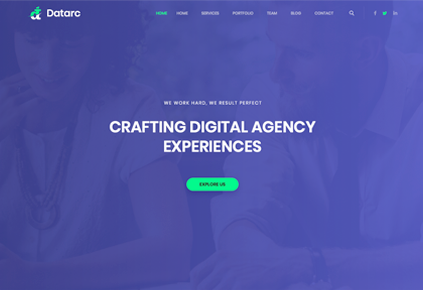 Datarc
HOME HOME SERVICES PORTFOLIO TEAM BLOG CONTACT
WE WORK HARD, WE RESULT PERFECT
CRAFTING DIGITAL AGENCY
EXPERIENCES
EXPLORE US